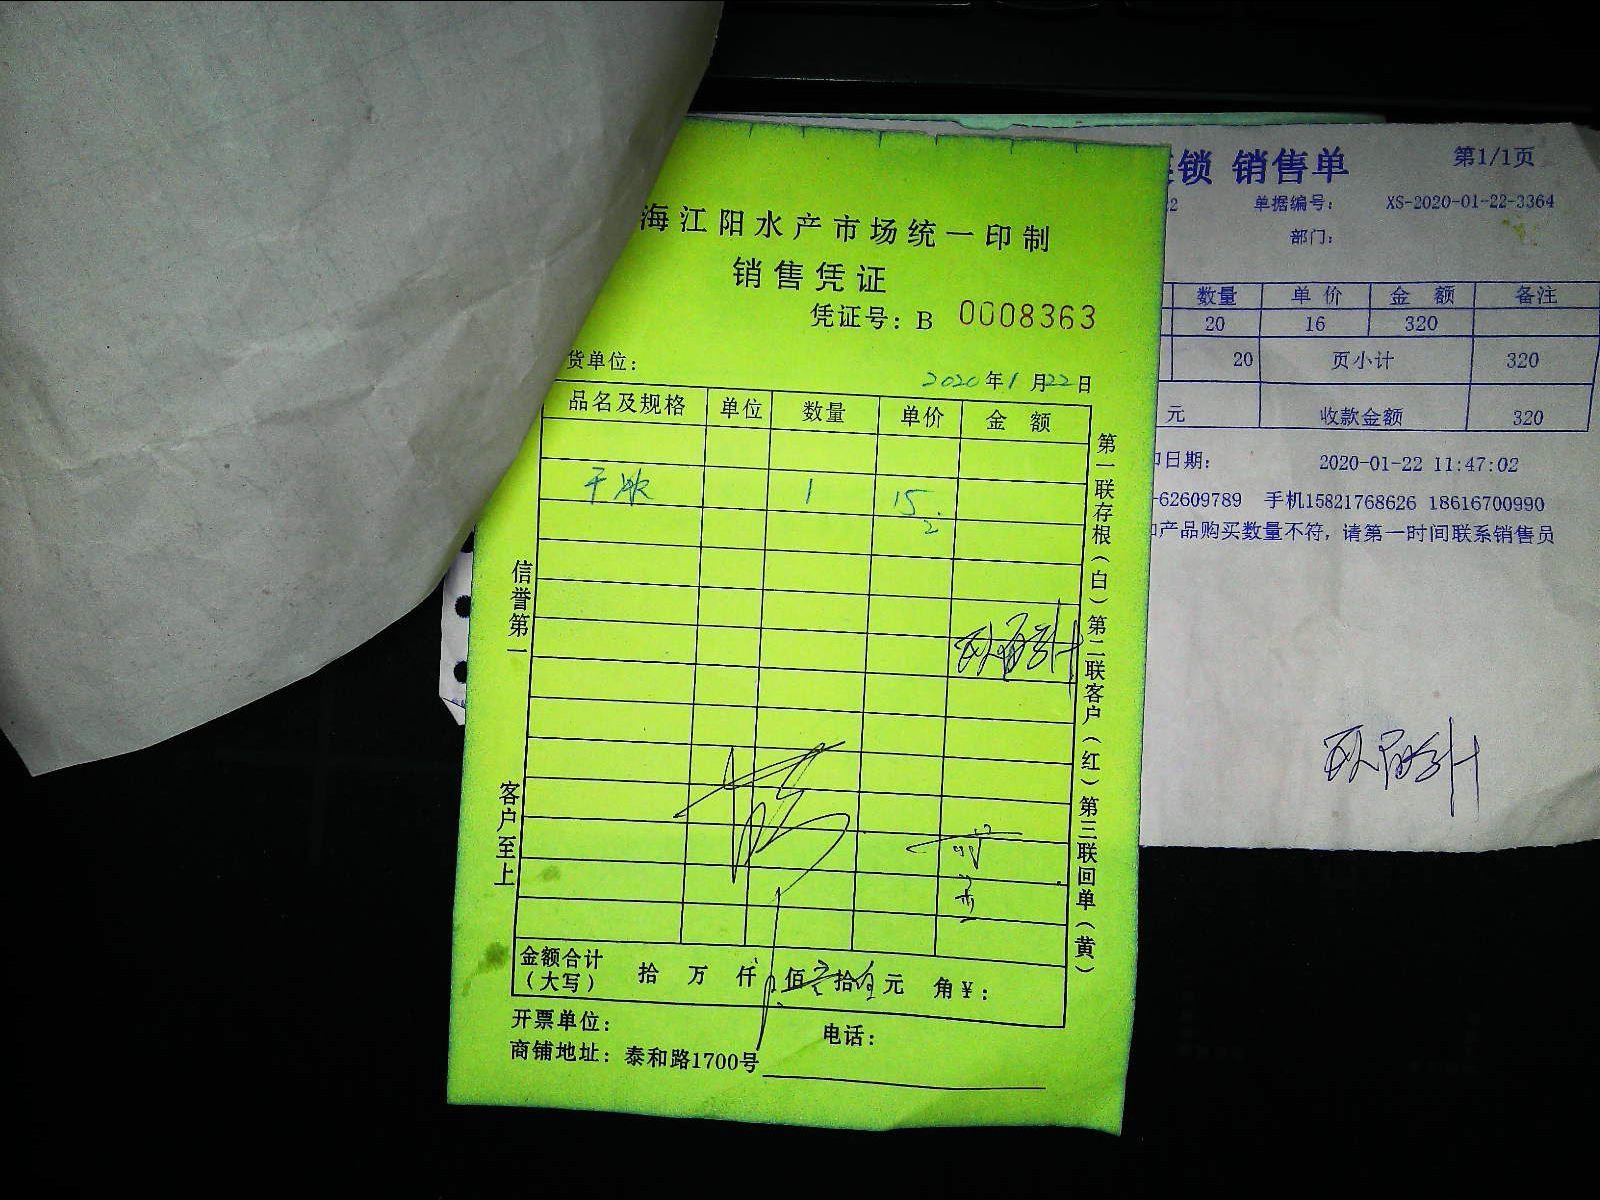 海江阳水产市场统一印制
销售凭证
凭证号：B 0008363
货单位：
2020年1月22日
品名及规格 单位 数量 单价 金 额
干冰 1 15
信誉第一
客户至上
第一联存根（白）第二联客户（红）第三联回单（黄）
金额合计（大写） 拾 万 仟 佰 拾 元 角 ¥：
开票单位： 电话：
商铺地址：泰和路1700号
锁 销售单 第1/1页
单据编号： XS-2020-01-22-3364
部门：
数量 单 价 金 额 备注
20 16 320
20 页小计 320
元 收款金额 320
日期： 2020-01-22 11:47:02
-62609789 手机15821768626 18616700990
产品购买数量不符，请第一时间联系销售员